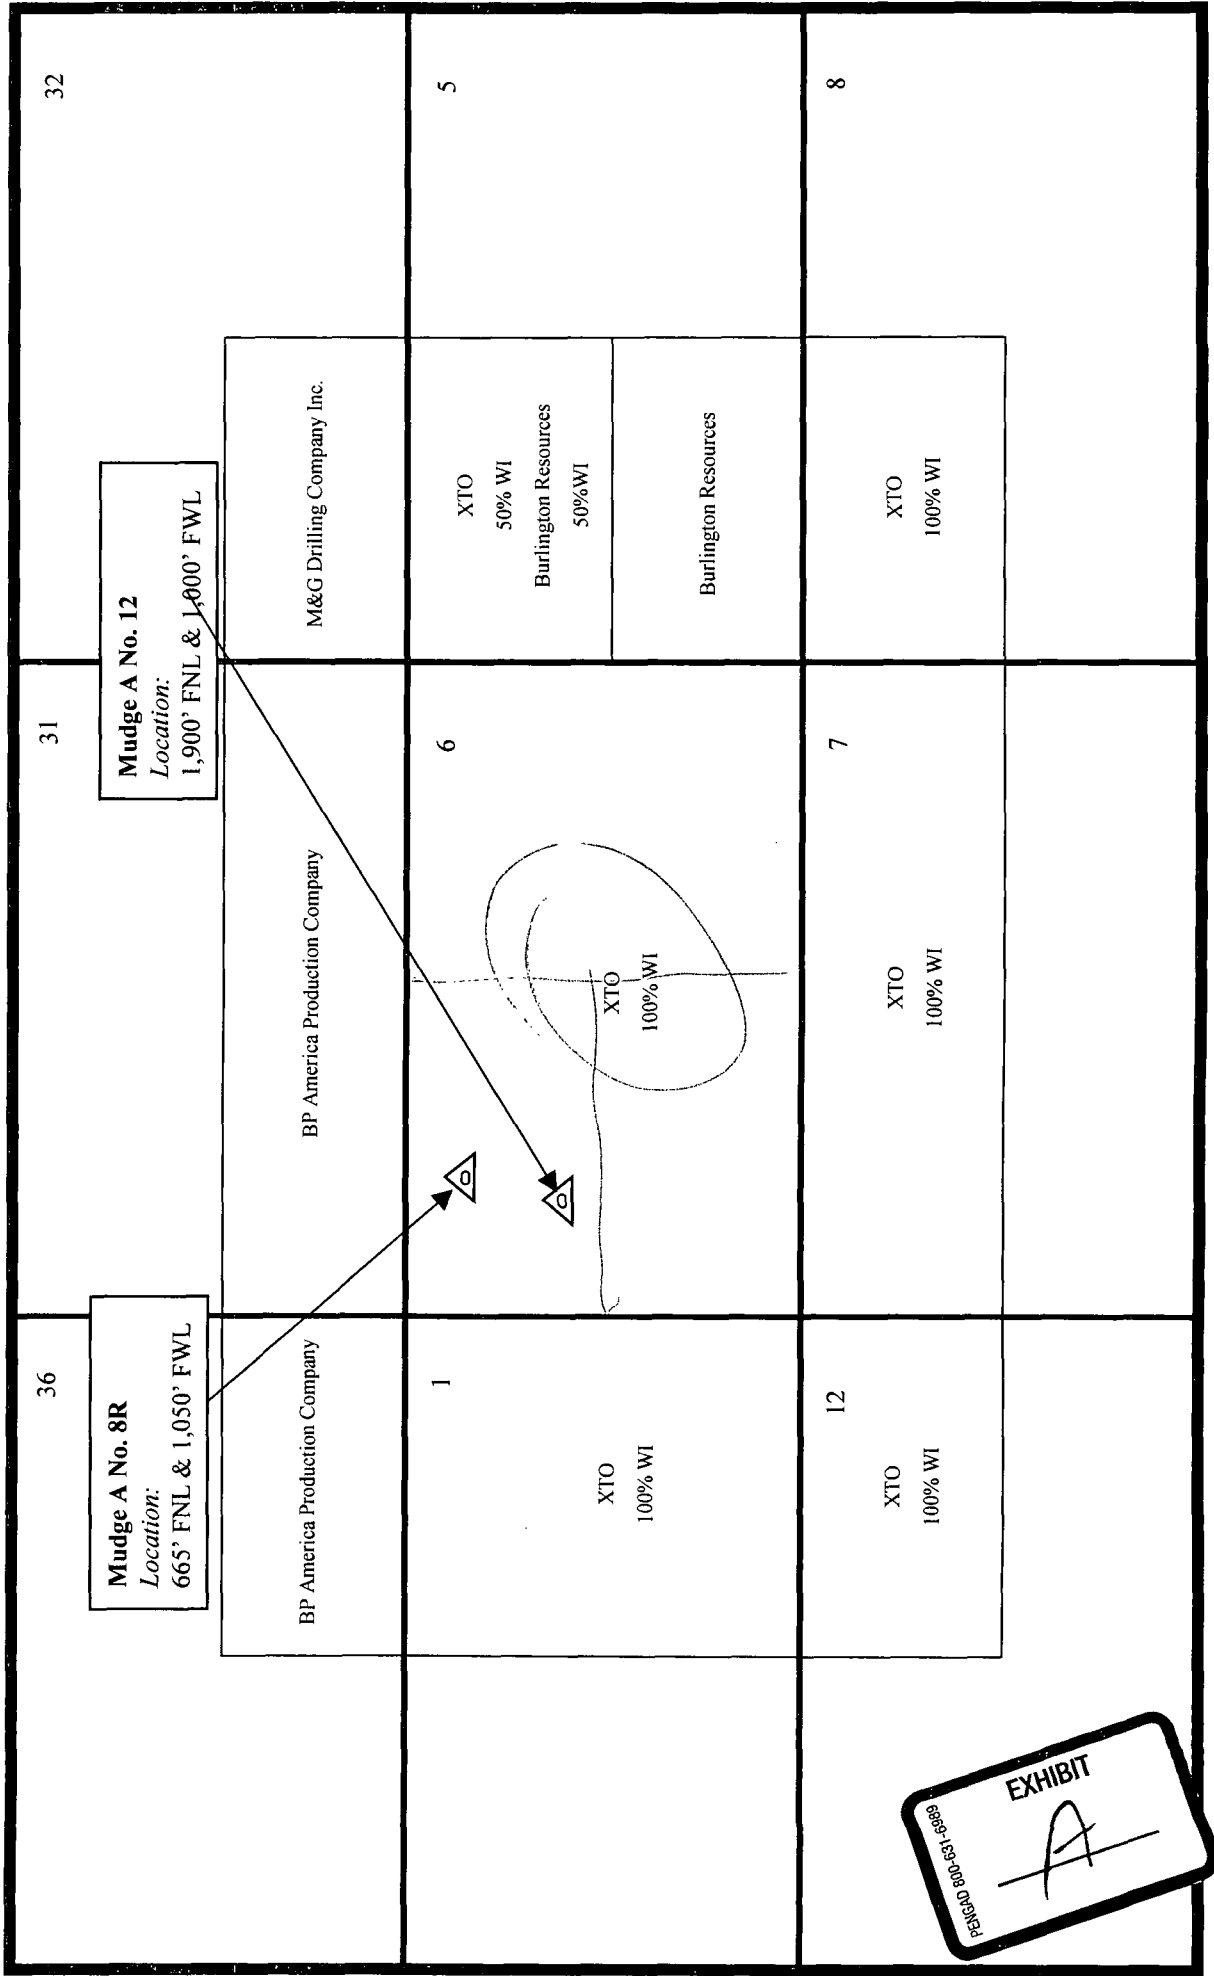 36
31
32
Mudge A No. 8R
Location:
665' FNL & 1,050' FWL
Mudge A No. 12
Location:
1,900' FNL & 1,000' FWL
BP America Production Company
BP America Production Company
M&G Drilling Company Inc.
1
6
5
XTO
100% WI
XTO
100% WI
XTO
50% WI
Burlington Resources
50%WI
Burlington Resources
12
7
8
XTO
100% WI
XTO
100% WI
XTO
100% WI
PENGAD 800-631-6989
EXHIBIT
A